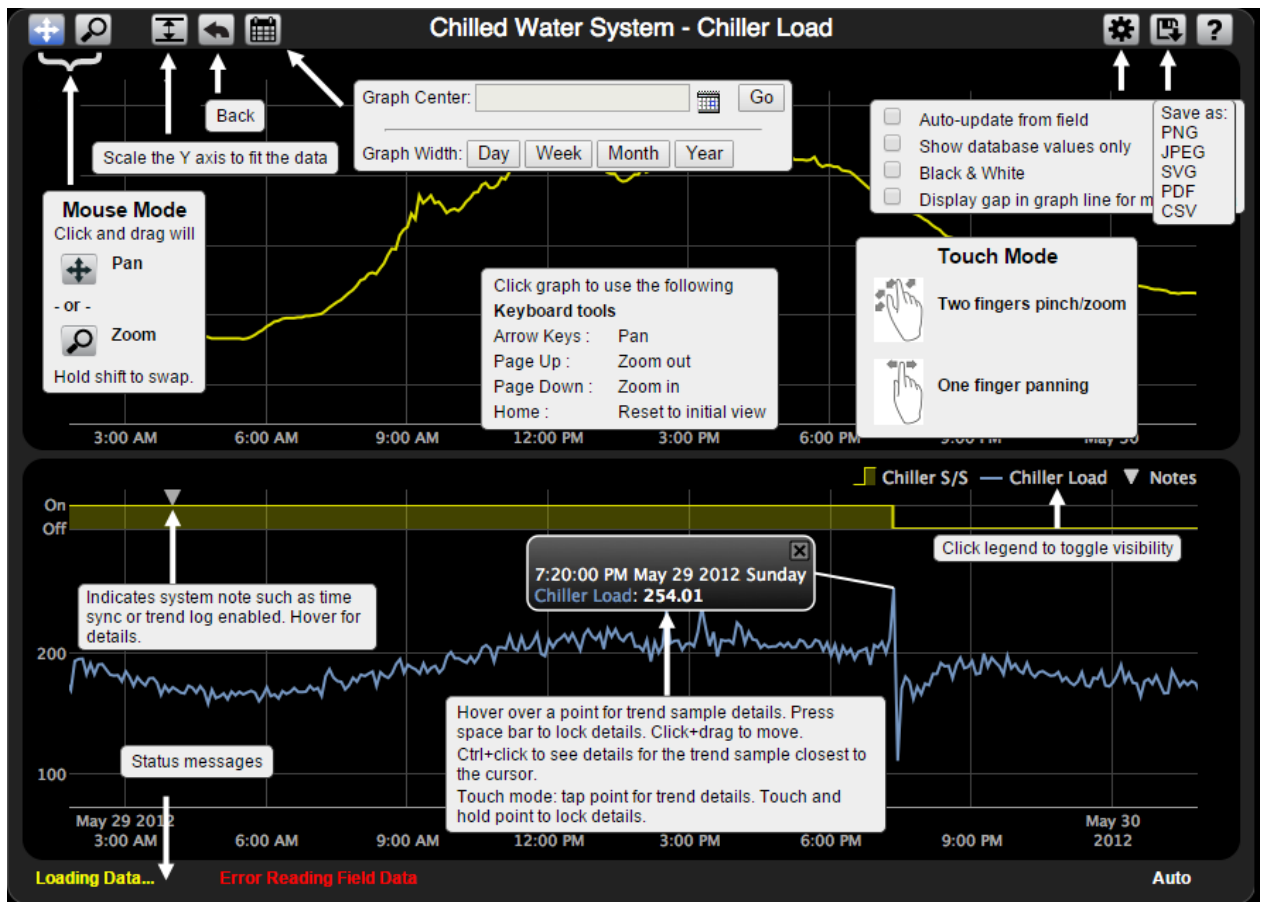 Chilled Water System - Chiller Load
?
Back
Scale the Y axis to fit the data
Graph Center:
Go
Graph Width:
Day
Week
Month
Year
Auto-update from field
Show database values only
Black & White
Display gap in graph line for m
Save as:
PNG
JPEG
SVG
PDF
CSV
Mouse Mode
Click and drag will
Pan
- or -
Zoom
Hold shift to swap.
Click graph to use the following
Keyboard tools
Arrow Keys : Pan
Page Up : Zoom out
Page Down : Zoom in
Home : Reset to initial view
Touch Mode
Two fingers pinch/zoom
One finger panning
3:00 AM 6:00 AM 9:00 AM 12:00 PM 3:00 PM 6:00 PM 9:00 PM May 30
Chiller S/S Chiller Load Notes
On
Off
Click legend to toggle visibility
7:20:00 PM May 29 2012 Sunday
Chiller Load: 254.01
Indicates system note such as time
sync or trend log enabled. Hover for
details.
200
Hover over a point for trend sample details. Press
space bar to lock details. Click+drag to move.
Ctrl+click to see details for the trend sample closest to
the cursor.
Touch mode: tap point for trend details. Touch and
hold point to lock details.
Status messages
100
May 29 2012 May 30
3:00 AM 6:00 AM 9:00 AM 12:00 PM 3:00 PM 6:00 PM 9:00 PM 2012
Loading Data... Error Reading Field Data Auto